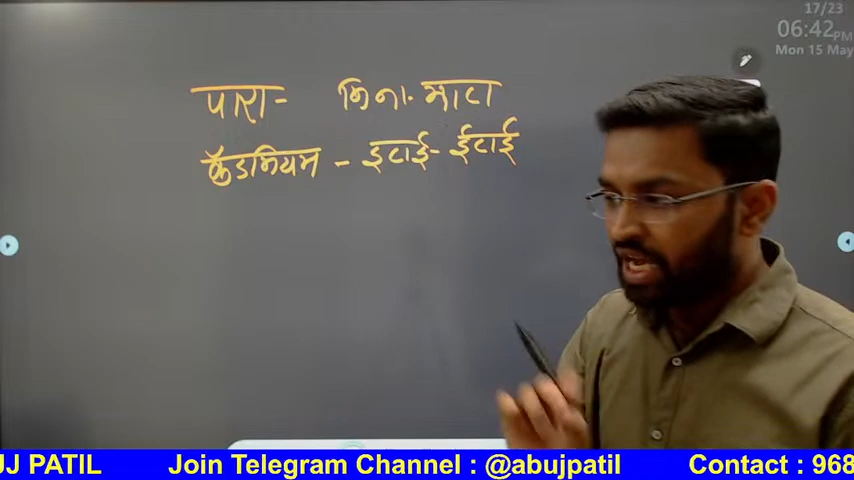 17/23
06:42 PM
Mon 15 May
पारा- मिनामाटा
कॅडमियम - इटाई- ईटाई
JJ PATIL Join Telegram Channel : @abujpatil Contact : 968